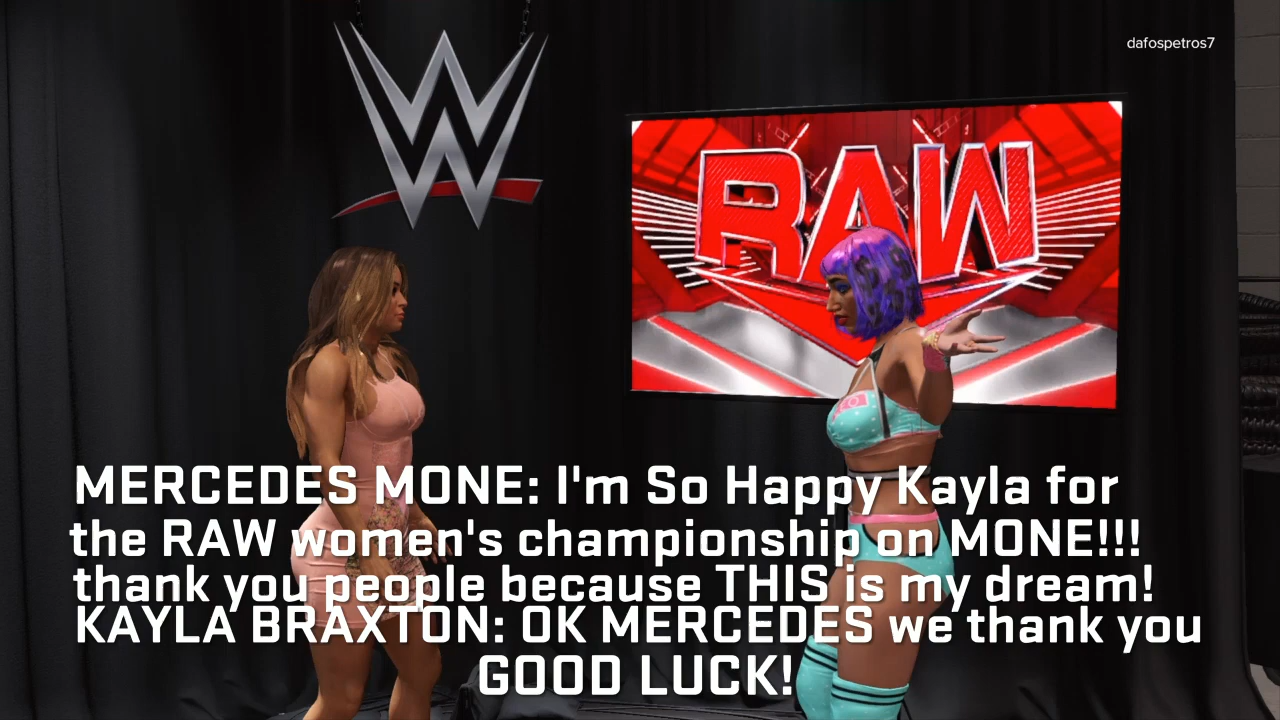 dafospetros7
W
RAW
MERCEDES MONE: I'm So Happy Kayla for
the RAW women's championship on MONE!!!
thank you people because THIS is my dream!
KAYLA BRAXTON: OK MERCEDES we thank you
GOOD LUCK!